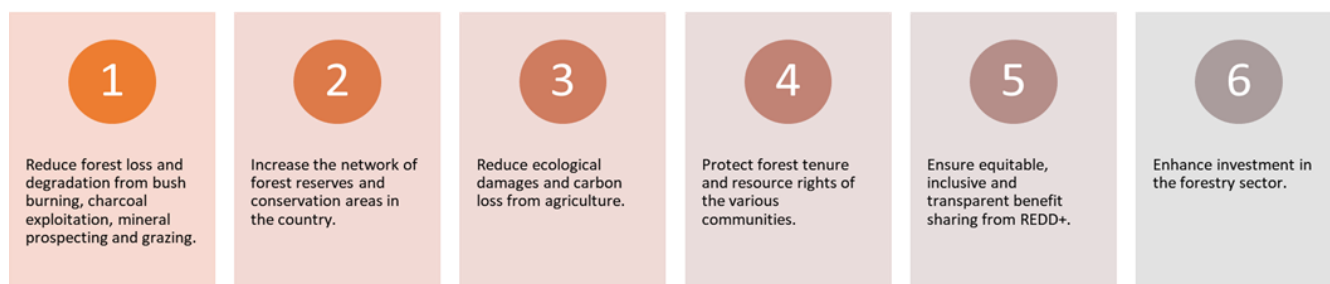 1
Reduce forest loss and
degradation from bush
burning, charcoal
exploitation, mineral
prospecting and grazing.
2
Increase the network of
forest reserves and
conservation areas in
the country.
3
Reduce ecological
damages and carbon
loss from agriculture.
4
Protect forest tenure
and resource rights of
the various
communities.
5
Ensure equitable,
inclusive and
transparent benefit
sharing from REDD+.
6
Enhance investment in
the forestry sector.